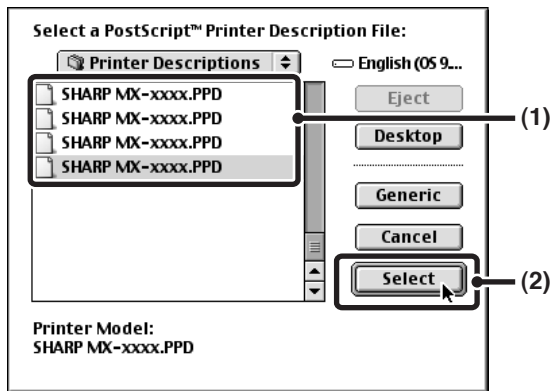 Select a PostScript™ Printer Description File:
Printer Descriptions
English (OS 9....
SHARP MX-xxxx.PPD
SHARP MX-xxxx.PPD
SHARP MX-xxxx.PPD
SHARP MX-xxxx.PPD
Eject
Desktop
Generic
Cancel
Select
(1)
(2)
Printer Model:
SHARP MX-xxxx.PPD